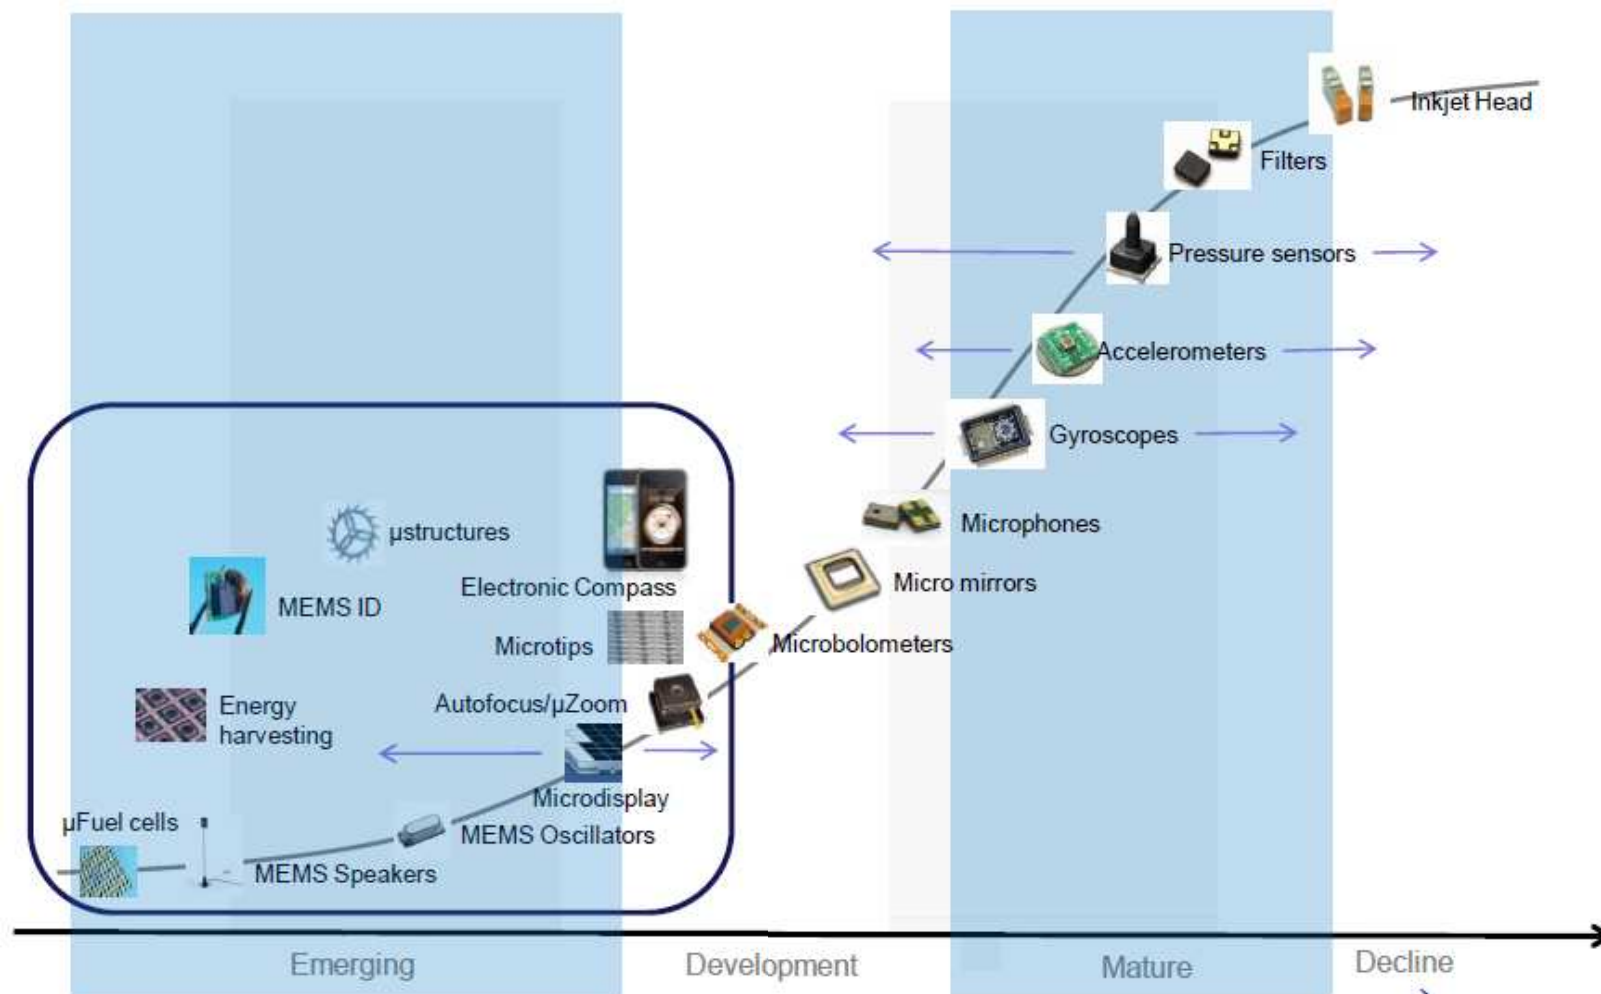 Inkjet Head
Filters
Pressure sensors
Accelerometers
Gyroscopes
Microphones
µstructures
Electronic Compass
Micro mirrors
MEMS ID
Microtips
Microbolometers
Autofocus/µZoom
Energy
harvesting
Microdisplay
µFuel cells
MEMS Oscillators
MEMS Speakers
Emerging
Development
Mature
Decline